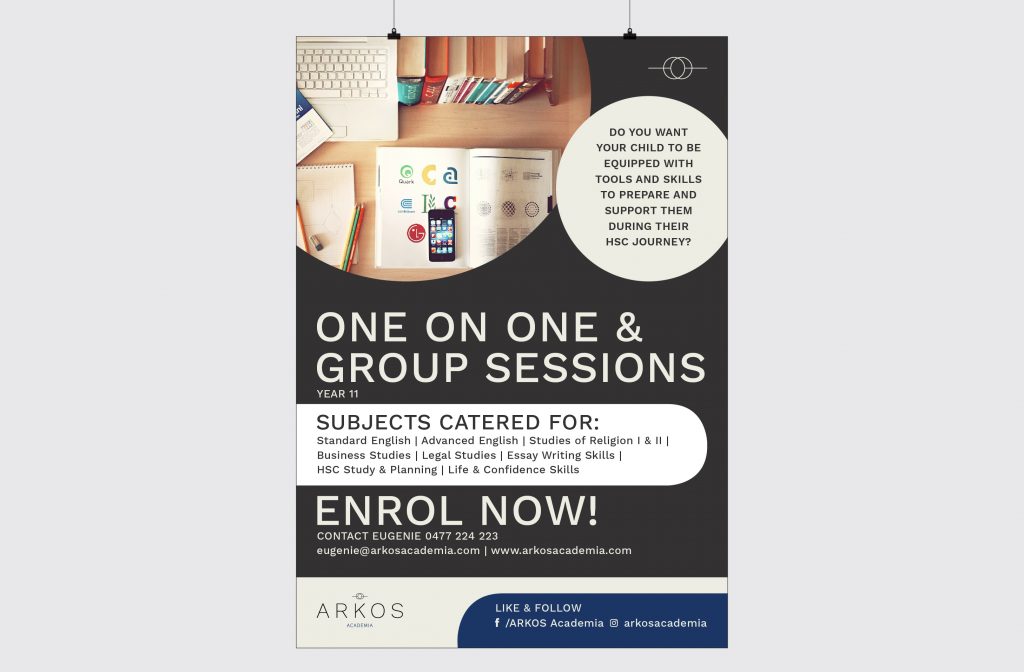 Quark
LG
DO YOU WANT
YOUR CHILD TO BE
EQUIPPED WITH
TOOLS AND SKILLS
TO PREPARE AND
SUPPORT THEM
DURING THEIR
HSC JOURNEY?
ONE ON ONE &
GROUP SESSIONS
YEAR 11
SUBJECTS CATERED FOR:
Standard English | Advanced English | Studies of Religion I & II |
Business Studies | Legal Studies | Essay Writing Skills |
HSC Study & Planning | Life & Confidence Skills
ENROL NOW!
CONTACT EUGENIE 0477 224 223
eugenie@arkosacademia.com | www.arkosacademia.com
ARKOS
ACADEMIA
LIKE & FOLLOW
/ARKOS Academia arkosacademia